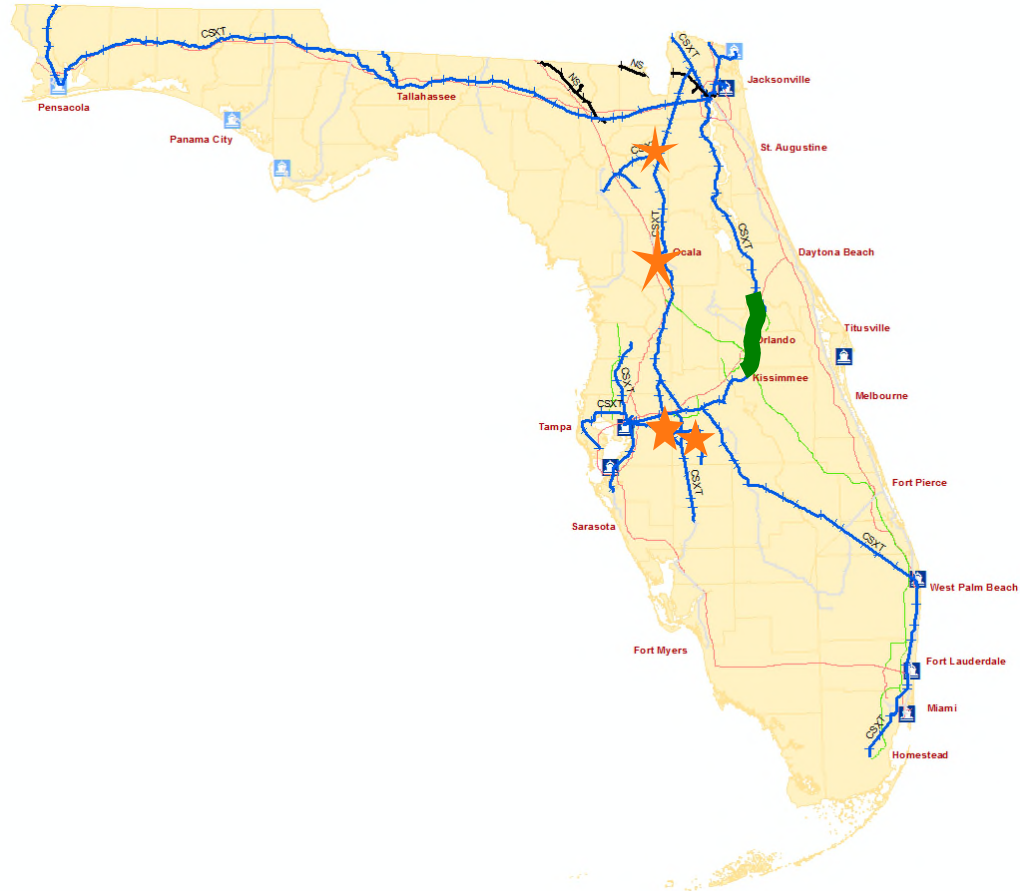 CSXT
CSXT
NS
NS
Jacksonville
Pensacola
Tallahassee
Panama City
St. Augustine
CSXT
CSXT
Ocala
Daytona Beach
Titusville
Orlando
Kissimmee
CSXT
Melbourne
CSXT
Tampa
CSXT
Fort Pierce
Sarasota
CSXT
West Palm Beach
Fort Myers
Fort Lauderdale
Miami
CSXT
Homestead